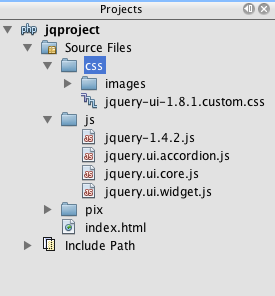 Projects
php jqproject
Source Files
css
images
jquery-ui-1.8.1.custom.css
js
jquery-1.4.2.js
jquery.ui.accordion.js
jquery.ui.core.js
jquery.ui.widget.js
pix
index.html
Include Path